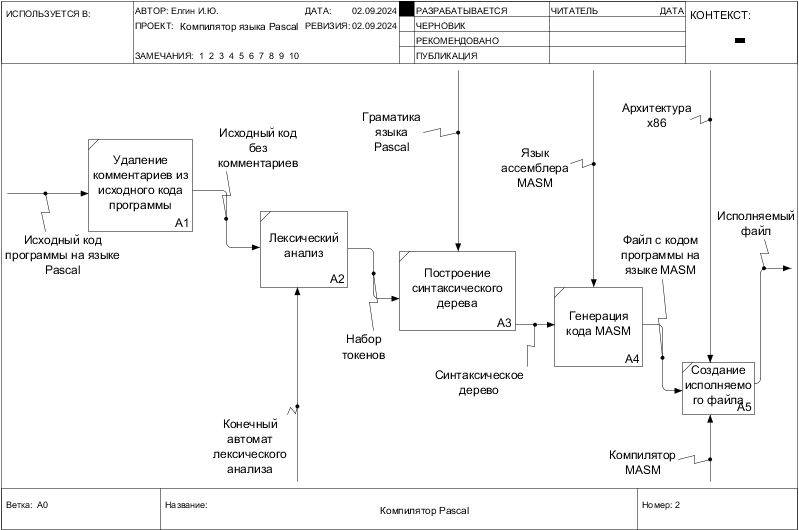 ИСПОЛЬЗУЕТСЯ В:
АВТОР: Елгин И.Ю.
ДАТА: 02.09.2024
ПРОЕКТ: Компилятор языка Pascal
РЕВИЗИЯ: 02.09.2024
ЗАМЕЧАНИЯ: 1 2 3 4 5 6 7 8 9 10
РАЗРАБАТЫВАЕТСЯ
ЧЕРНОВИК
РЕКОМЕНДОВАНО
ПУБЛИКАЦИЯ
ЧИТАТЕЛЬ
ДАТА
КОНТЕКСТ:
Граматика
языка
Pascal
Архитектура
x86
Исходный код
без
комментариев
Язык
ассемблера
MASM
Удаление
комментариев из
исходного кода
программы
A1
Исходный код
программы на языке
Pascal
Лексический
анализ
A2
Исполняемый
файл
Файл с кодом
программы на
языке MASM
Построение
синтаксического
дерева
A3
Генерация
кода MASM
A4
Набор
токенов
Синтаксическое
дерево
Создание
исполняемо
го файла
A5
Конечный
автомат
лексического
анализа
Компилятор
MASM
Ветка: A0
Название:
Компилятор Pascal
Номер: 2